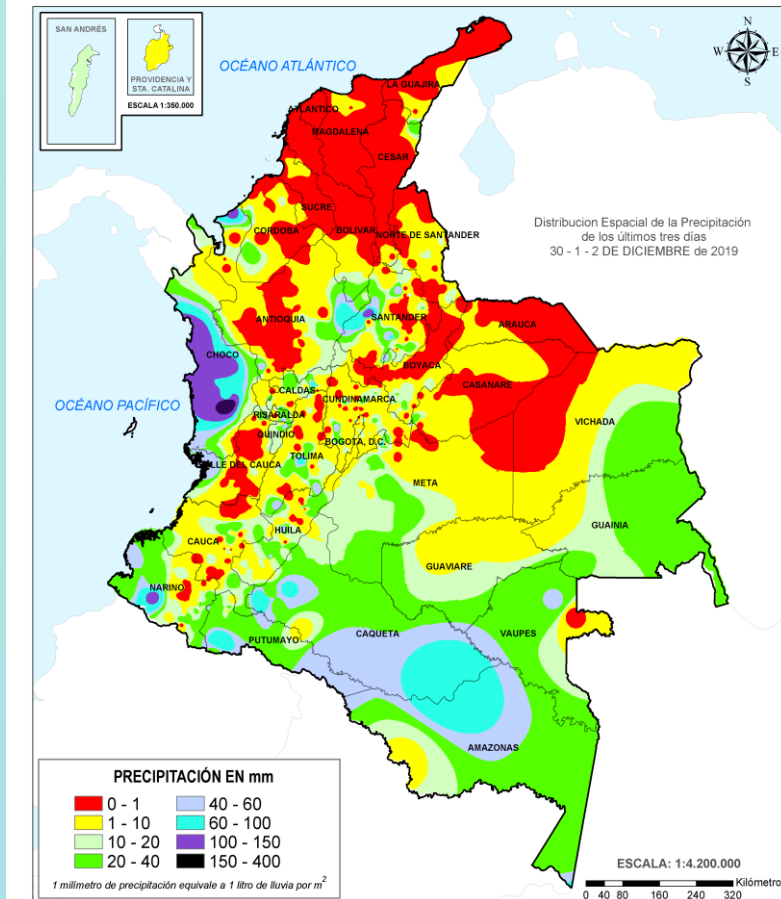 SAN ANDRÉS
PROVIDENCIA Y
STA. CATALINA
ESCALA 1:350.000
OCÉANO ATLÁNTICO
N
W
E
S
LA GUAJIRA
ATLANTICO
MAGDALENA
CESAR
SUCRE
CORDOBA
BOLIVAR
NORTE DE SANTANDER
Distribucion Espacial de la Precipitación
de los últimos tres días
30 - 1 - 2 DE DICIEMBRE de 2019
ANTIOQUIA
SANTANDER
ARAUCA
CHOCO
BOYACA
CASANARE
CALDAS
CUNDINAMARCA
OCÉANO PACÍFICO
RISARALDA
VICHADA
QUINDIO
BOGOTA, D.C.
TOLIMA
VALLE DEL CAUCA
META
GUAINIA
HUILA
CAUCA
GUAVIARE
NARIÑO
PUTUMAYO
CAQUETA
VAUPES
AMAZONAS
PRECIPITACIÓN EN mm
0 - 1
40 - 60
1 - 10
60 - 100
10 - 20
100 - 150
20 - 40
150 - 400
1 milímetro de precipitación equivale a 1 litro de lluvia por m²
ESCALA: 1:4.200.000
Kilómetro
0 40 80 160 240 320